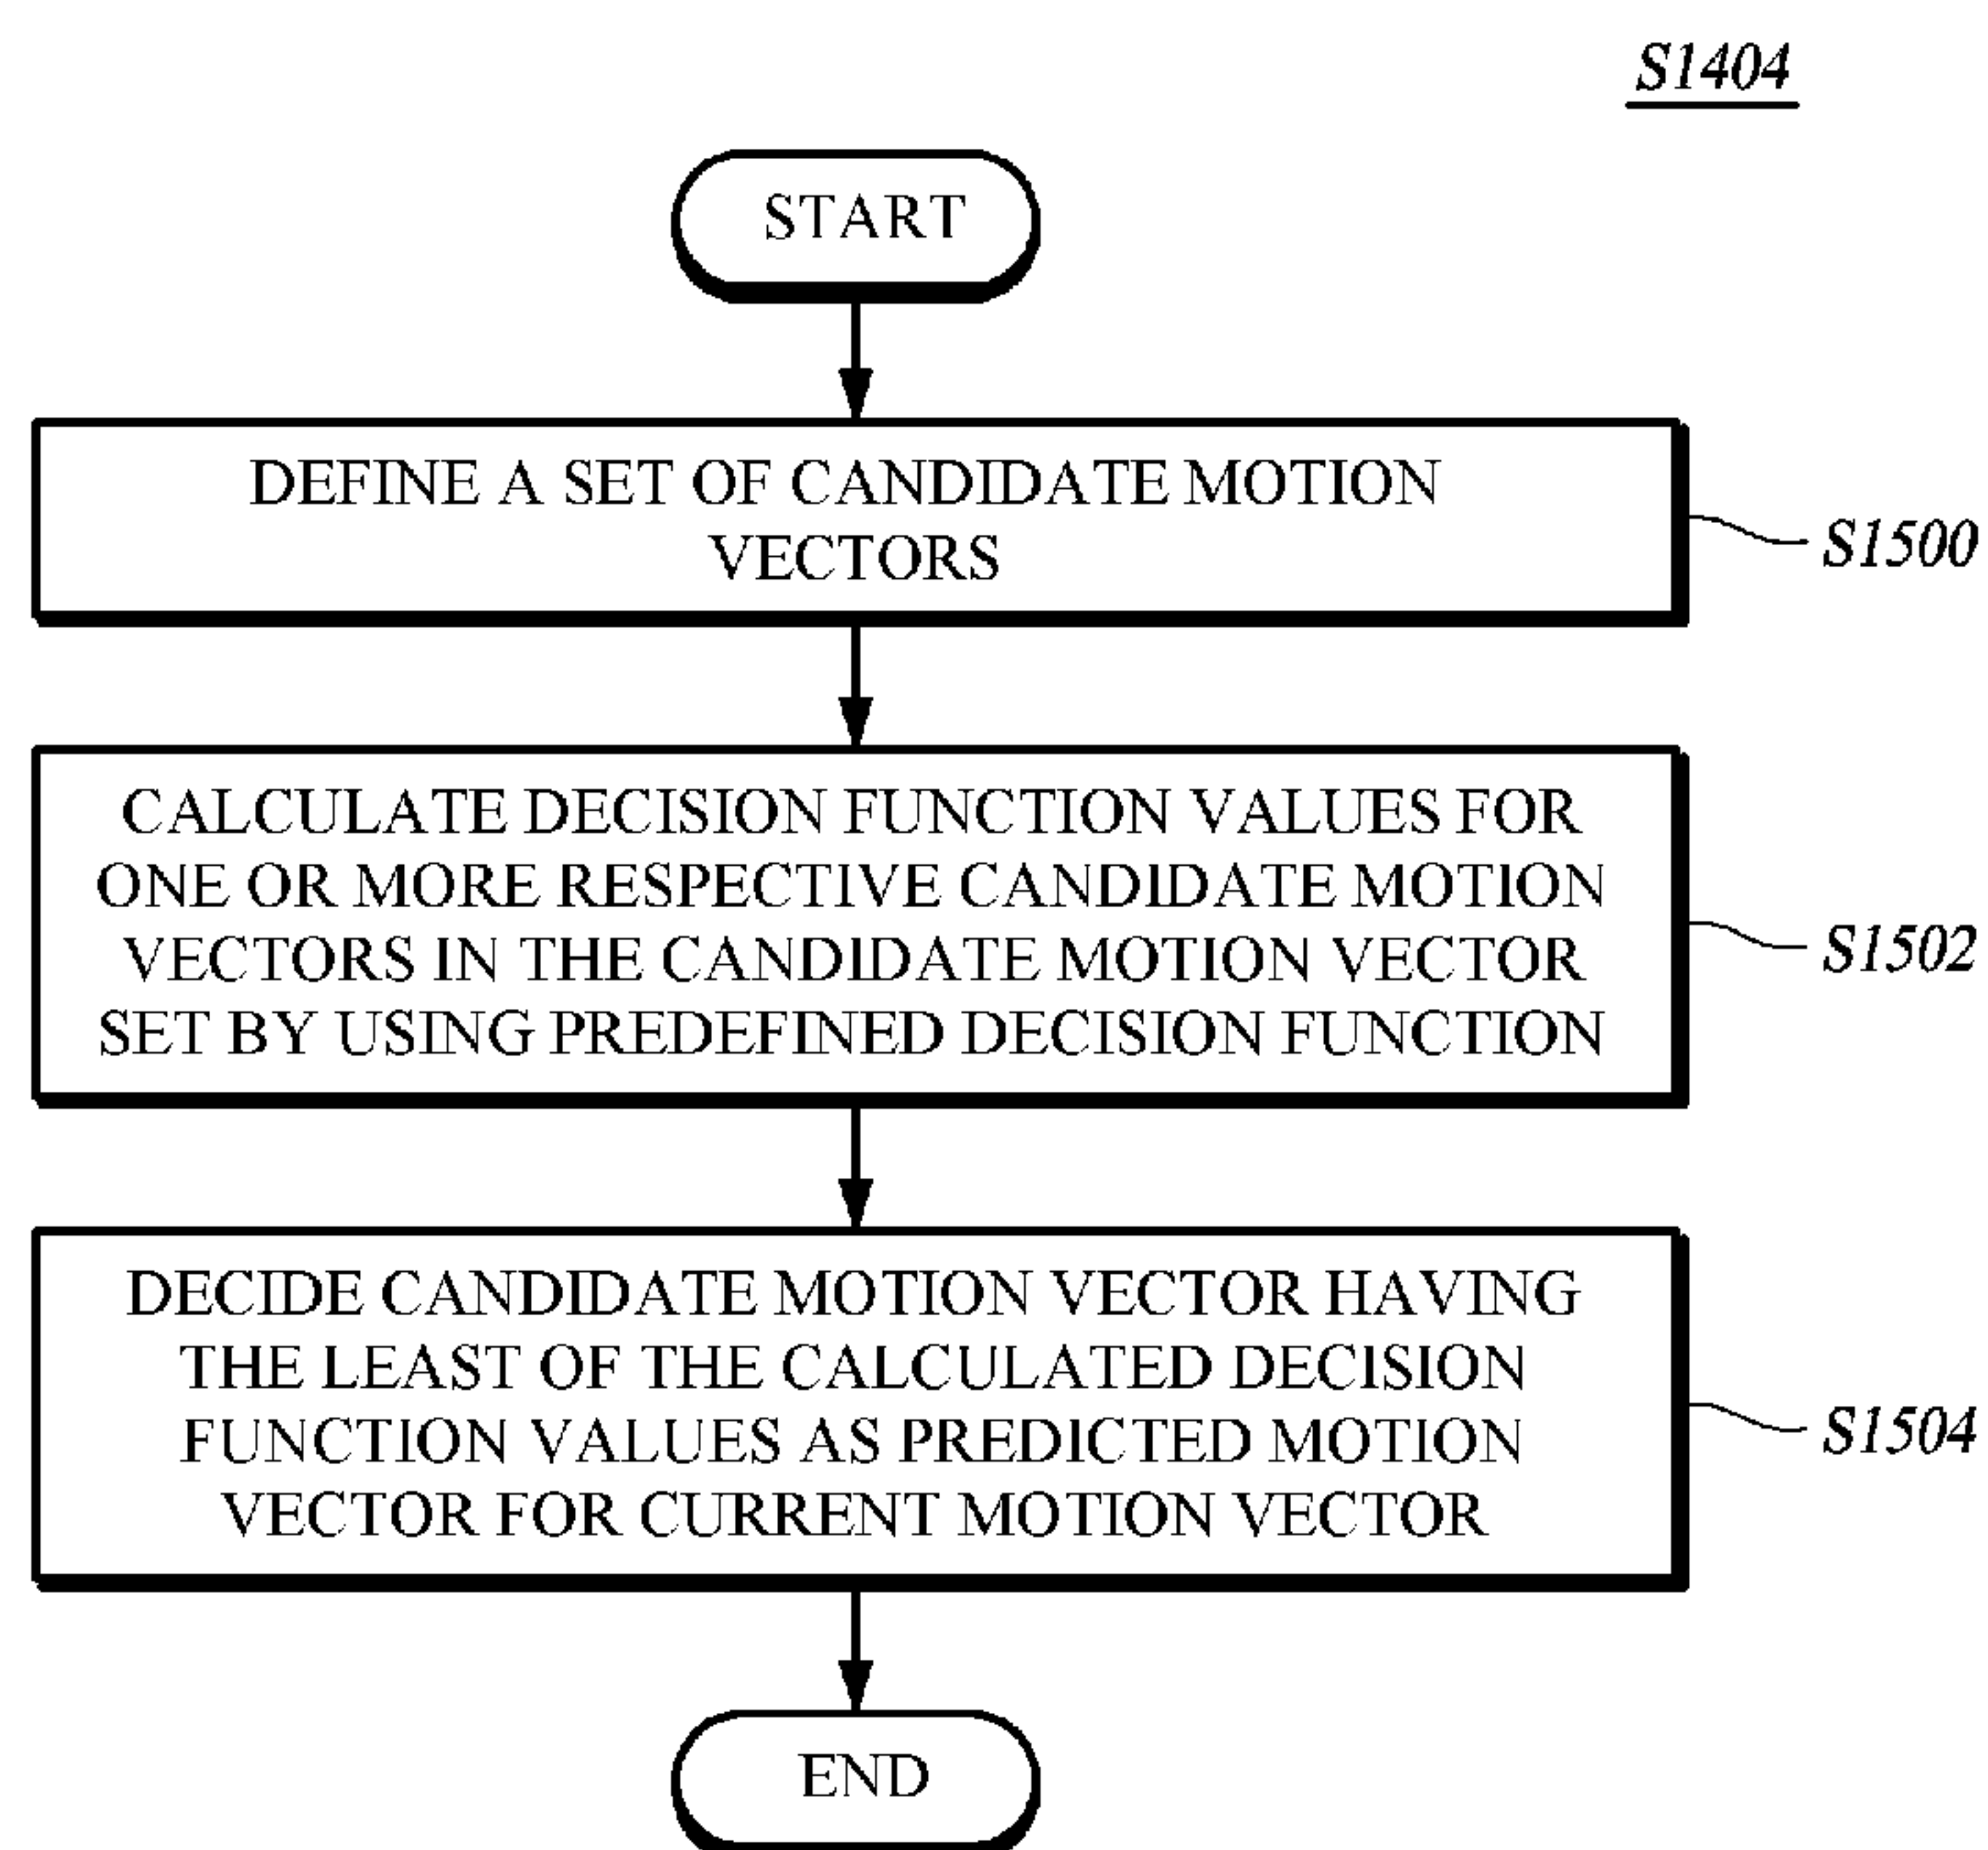 S1404
START
DEFINE A SET OF CANDIDATE MOTION
VECTORS
S1500
CALCULATE DECISION FUNCTION VALUES FOR
ONE OR MORE RESPECTIVE CANDIDATE MOTION
VECTORS IN THE CANDIDATE MOTION VECTOR
SET BY USING PREDEFINED DECISION FUNCTION
S1502
DECIDE CANDIDATE MOTION VECTOR HAVING
THE LEAST OF THE CALCULATED DECISION
FUNCTION VALUES AS PREDICTED MOTION
VECTOR FOR CURRENT MOTION VECTOR
S1504
END